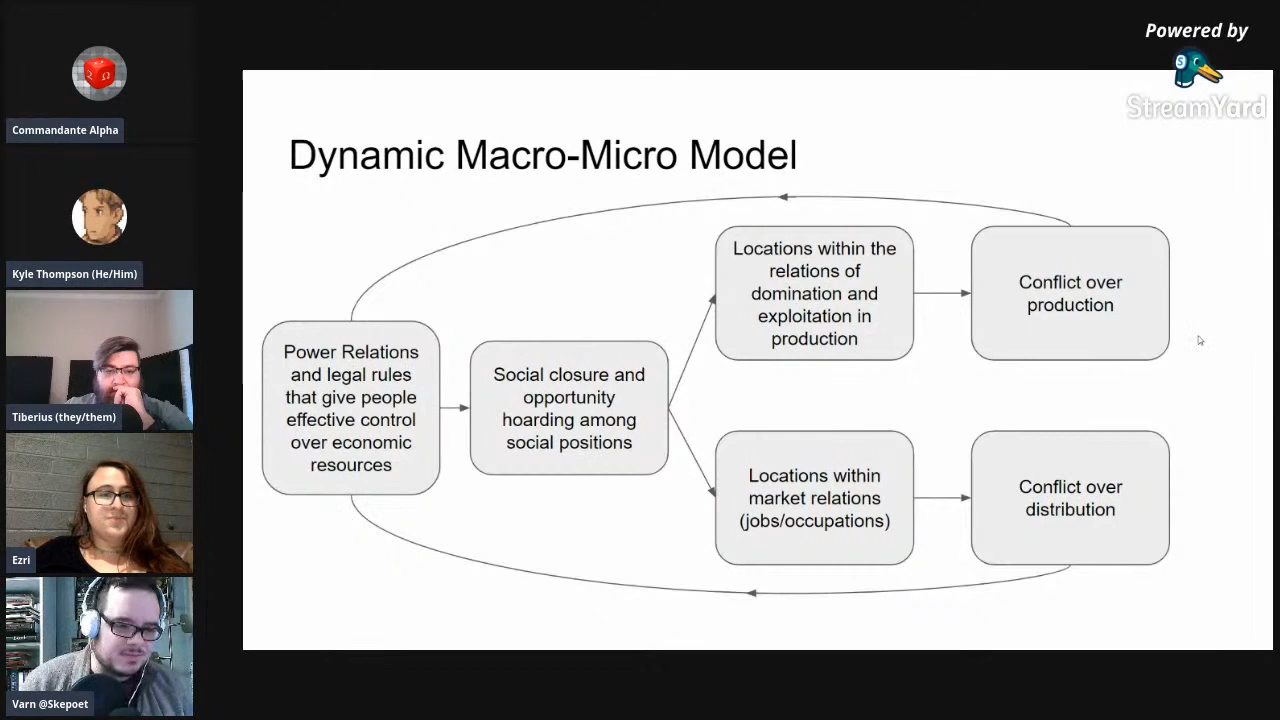 Powered by
StreamYard
Commandante Alpha
Kyle Thompson (He/Him)
Tiberius (they/them)
Ezri
Varn @Skepoet
Dynamic Macro-Micro Model
Power Relations
and legal rules
that give people
effective control
over economic
resources
Social closure and
opportunity
hoarding among
social positions
Locations within the
relations of
domination and
exploitation in
production
Conflict over
production
Locations within
market relations
(jobs/occupations)
Conflict over
distribution